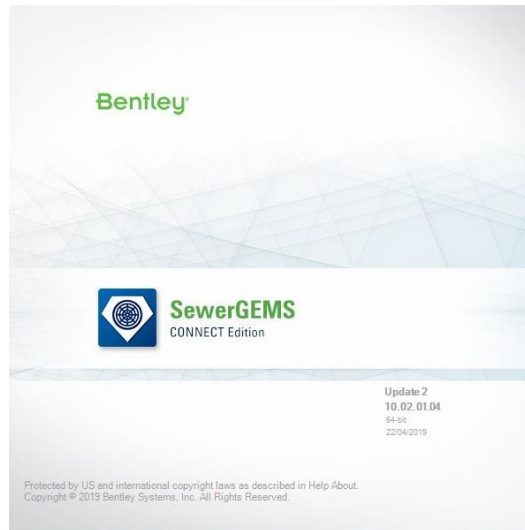 Bentley®
SewerGEMS
CONNECT Edition
Update 2
10.02.01.04
64-bit
22/04/2019
Protected by US and international copyright laws as described in Help About.
Copyright © 2019 Bentley Systems, Inc. All Rights Reserved.